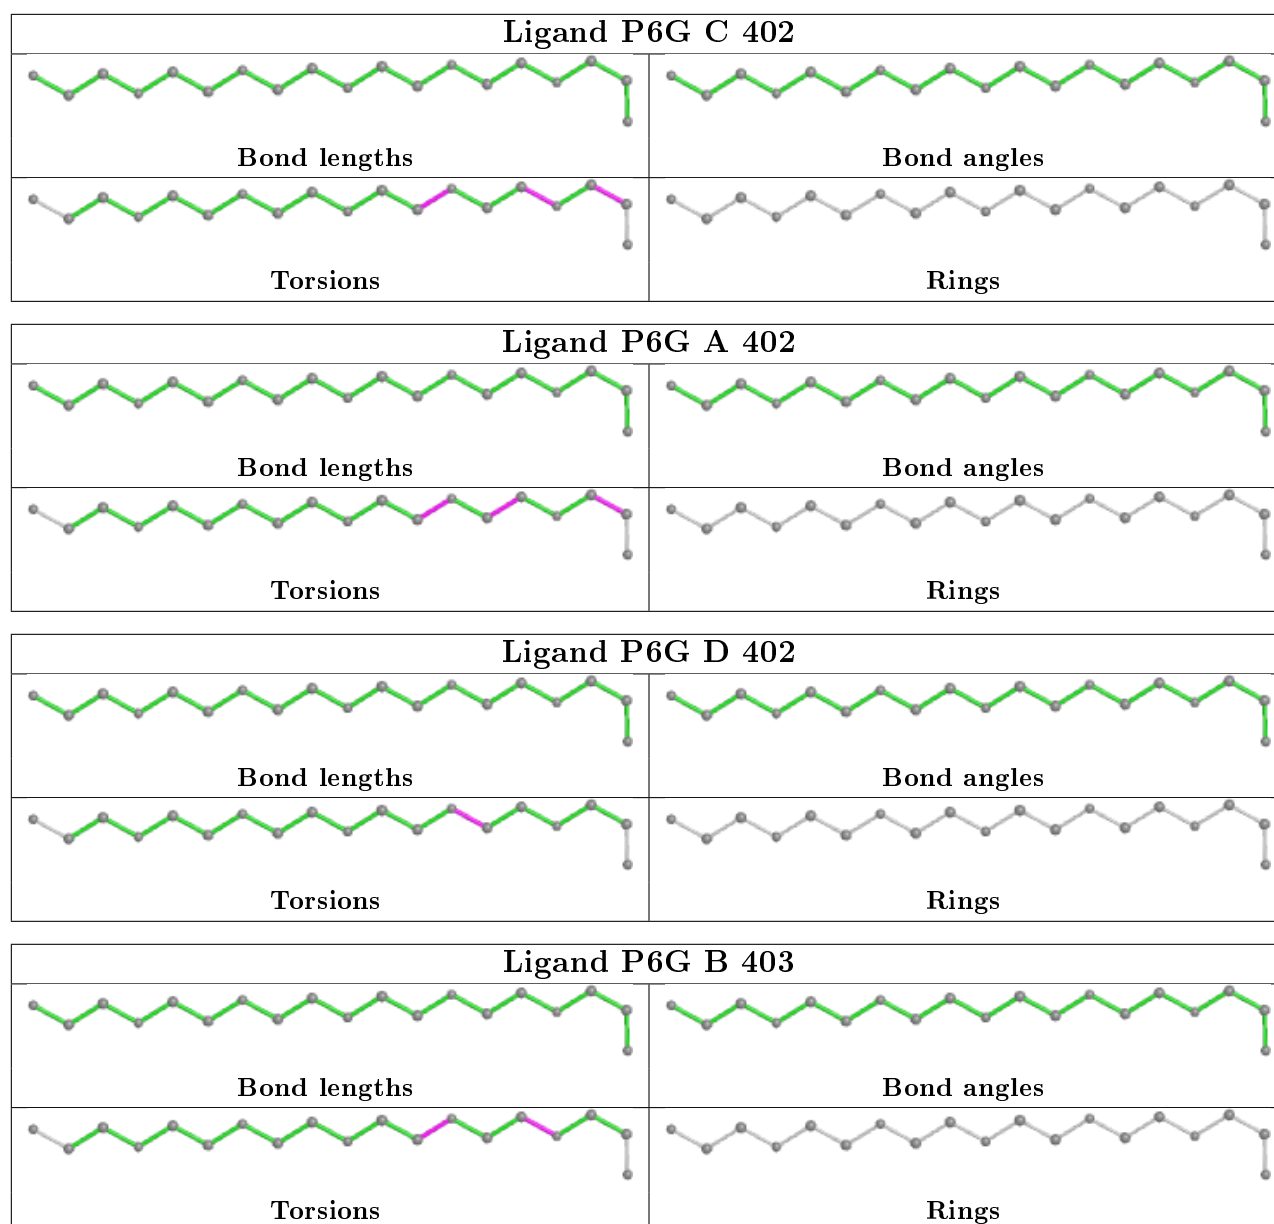 Ligand P6G C 402
Bond lengths Bond angles
Torsions Rings
Ligand P6G A 402
Bond lengths Bond angles
Torsions Rings
Ligand P6G D 402
Bond lengths Bond angles
Torsions Rings
Ligand P6G B 403
Bond lengths Bond angles
Torsions Rings